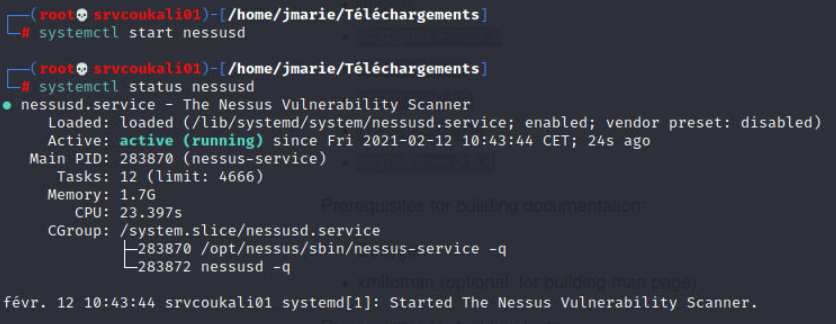 (root💀srvcoukali01)-[/home/jmarie/Téléchargements]
# systemctl start nessusd
(root💀srvcoukali01)-[/home/jmarie/Téléchargements]
# systemctl status nessusd
● nessusd.service - The Nessus Vulnerability Scanner
Loaded: loaded (/lib/systemd/system/nessusd.service; enabled; vendor preset: disabled)
Active: active (running) since Fri 2021-02-12 10:43:44 CET; 24s ago
Main PID: 283870 (nessus-service)
Tasks: 12 (limit: 4666)
Memory: 1.7G
CPU: 23.397s
Prerequisites for building documentation:
CGroup: /system.slice/nessusd.service
├─283870 /opt/nessus/sbin/nessus-service -q
└─283872 nessusd -q
xmltoman (optional, for building man page)
févr. 12 10:43:44 srvcoukali01 systemd[1]: Started The Nessus Vulnerability Scanner.